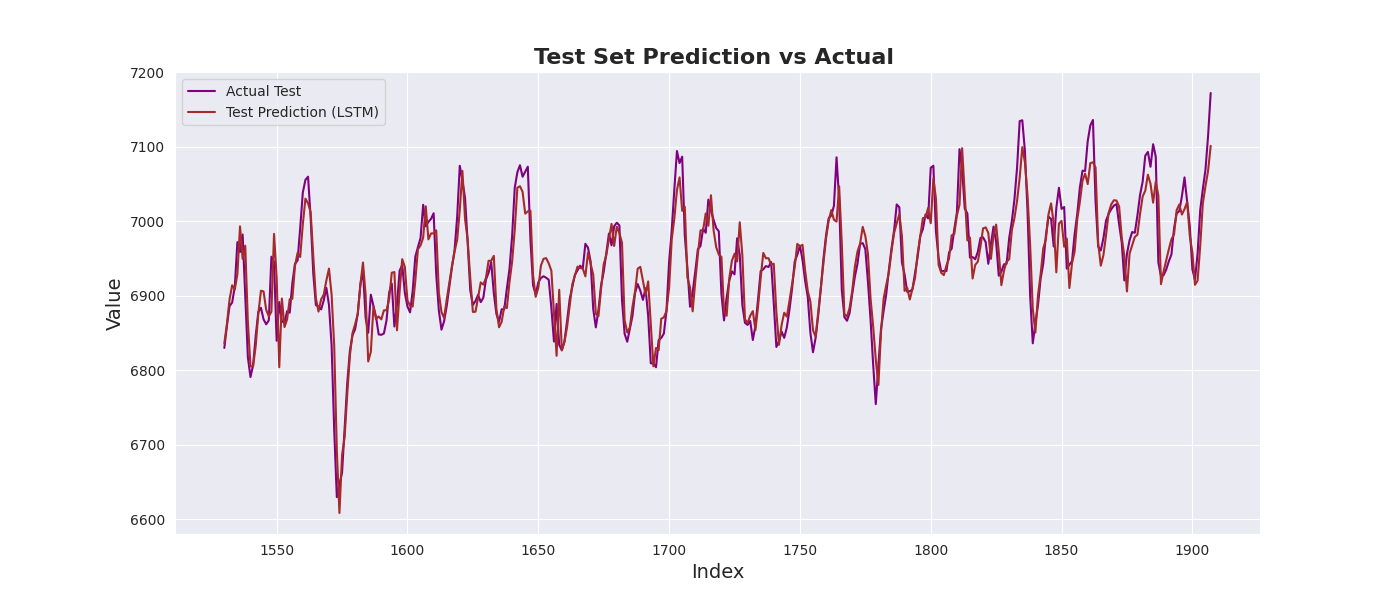 Test Set Prediction vs Actual
Actual Test
Test Prediction (LSTM)
Value
7200
7100
7000
6900
6800
6700
6600
1550 1600 1650 1700 1750 1800 1850 1900
Index